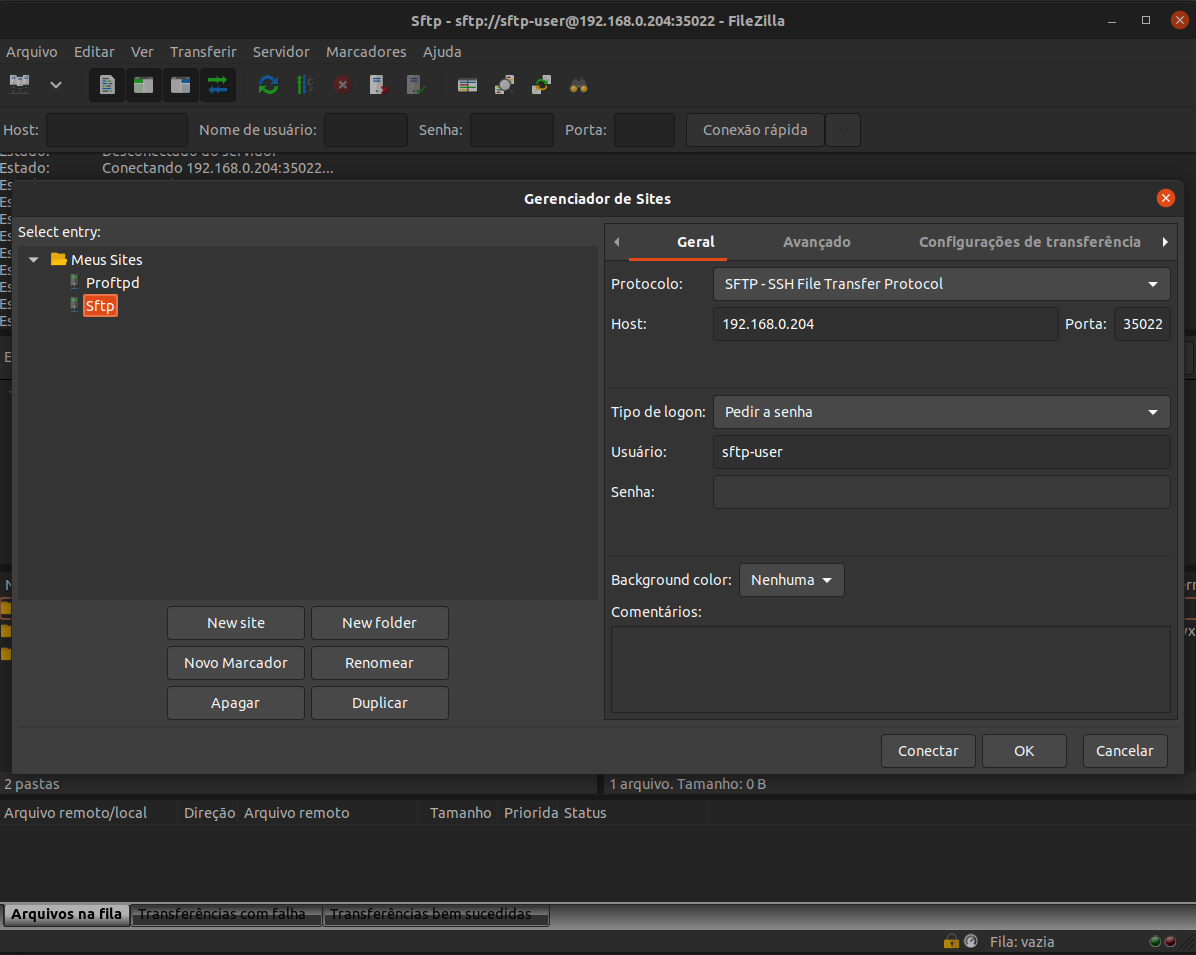 Sftp - sftp://sftp-user@192.168.0.204:35022 - FileZilla
Arquivo Editar Ver Transferir Servidor Marcadores Ajuda
Host: Nome de usuário: Senha: Porta: Conexão rápida
Estado: Desconectado do servidor
Estado: Conectando 192.168.0.204:35022...
Gerenciador de Sites
Select entry:
Meus Sites
Proftpd
Sftp
New site New folder
Novo Marcador Renomear
Apagar Duplicar
Geral Avançado Configurações de transferência
Protocolo: SFTP - SSH File Transfer Protocol
Host: 192.168.0.204 Porta: 35022
Tipo de logon: Pedir a senha
Usuário: sftp-user
Senha:
Background color: Nenhuma
Comentários:
Conectar OK Cancelar
2 pastas
1 arquivo. Tamanho: 0 B
Arquivo remoto/local Direção Arquivo remoto Tamanho Priorida Status
Arquivos na fila Transferências com falha Transferências bem sucedidas
Fila: vazia